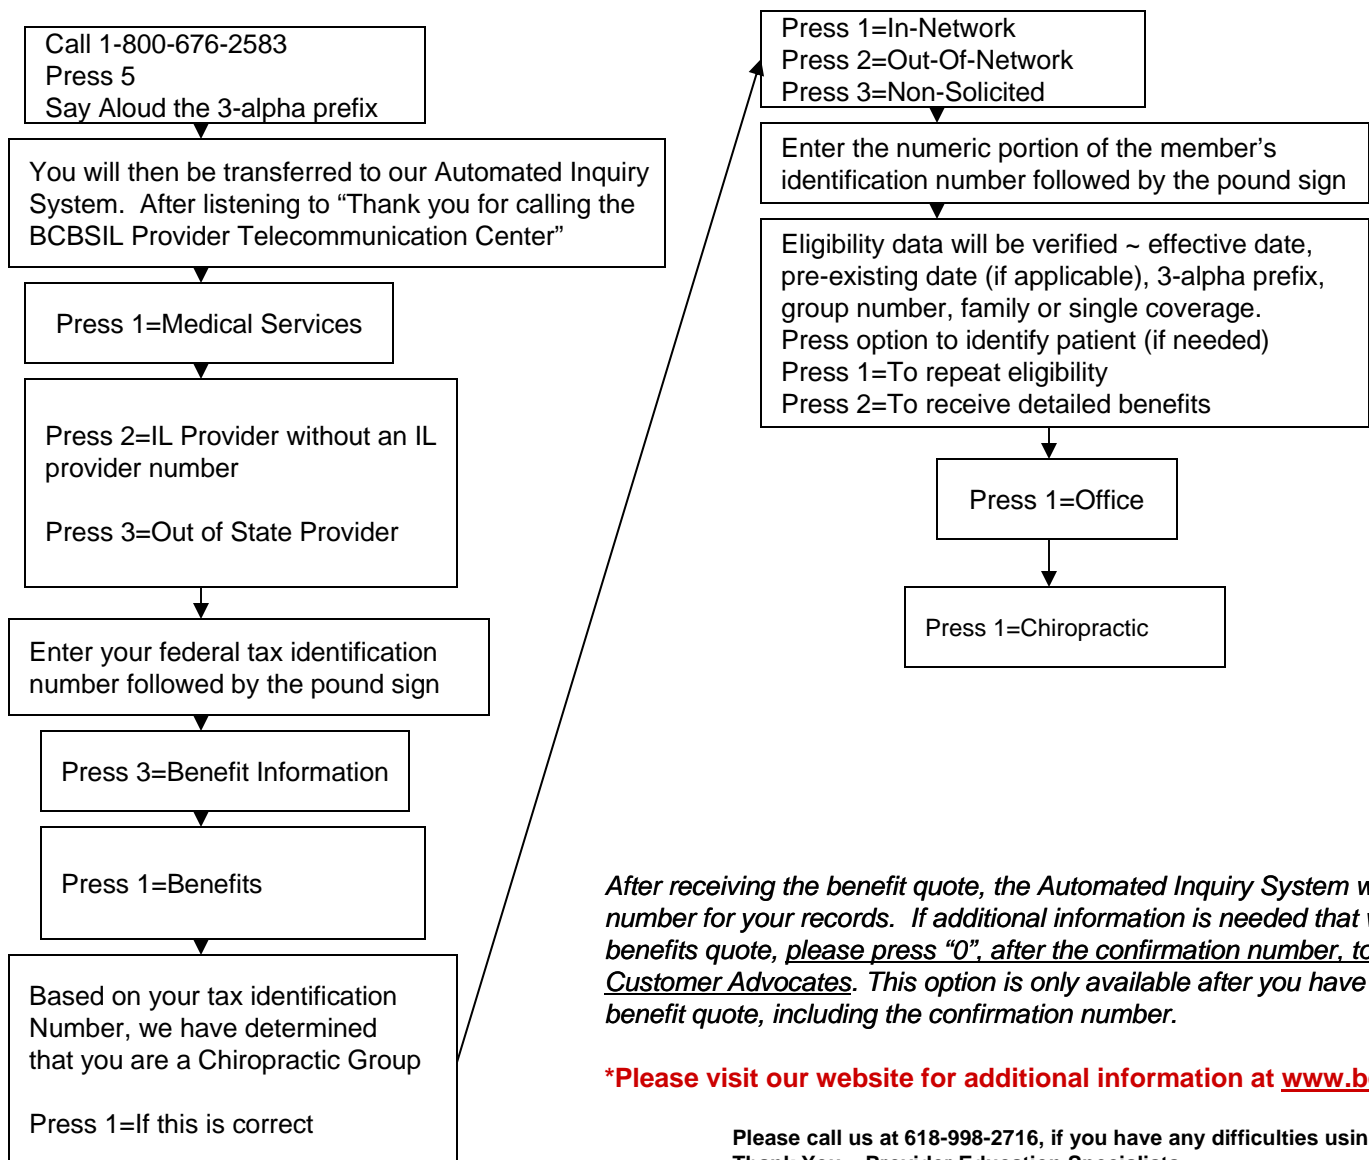 Call 1-800-676-2583
Press 5
Say Aloud the 3-alpha prefix
You will then be transferred to our Automated Inquiry
System.  After listening to “Thank you for calling the
BCBSIL Provider Telecommunication Center”
Press 1=Medical Services
Press 2=IL Provider without an IL
provider number
Press 3=Out of State Provider
Enter your federal tax identification
number followed by the pound sign
Press 3=Benefit Information
Press 1=Benefits
Based on your tax identification
Number, we have determined
that you are a Chiropractic Group
Press 1=If this is correct
Press 1=In-Network
Press 2=Out-Of-Network
Press 3=Non-Solicited
Enter the numeric portion of the member’s
identification number followed by the pound sign
Eligibility data will be verified ~ effective date,
pre-existing date (if applicable), 3-alpha prefix,
group number, family or single coverage.
Press option to identify patient (if needed)
Press 1=To repeat eligibility
Press 2=To receive detailed benefits
Press 1=Office
Press 1=Chiropractic
After receiving the benefit quote, the Automated Inquiry System
number for your records.  If additional information is needed that
benefits quote, please press “0”, after the confirmation number, to
Customer Advocates. This option is only available after you have
benefit quote, including the confirmation number.
*Please visit our website for additional information at
Please call us at 618-998-2716, if you have any difficulties
Thank You – Provider Education Specialists